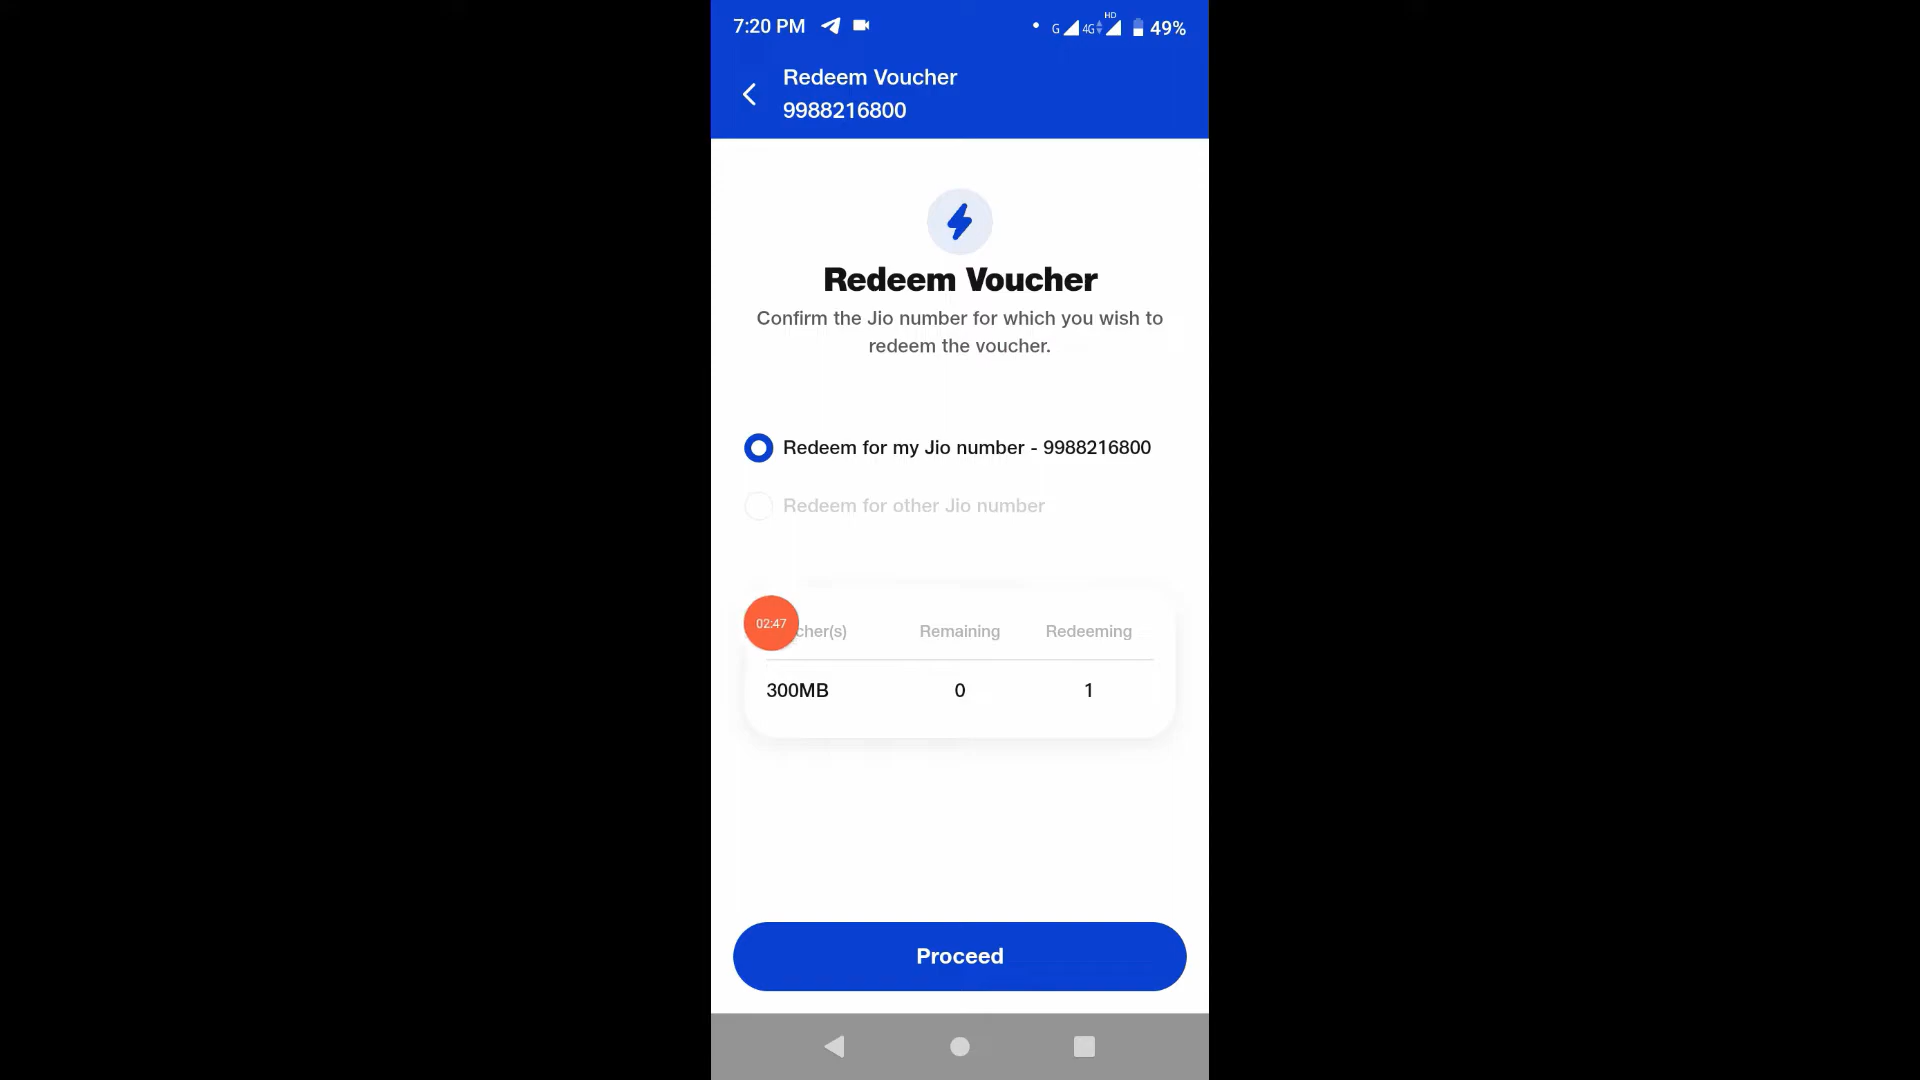 7:20 PM
G
4G
HD
49%
Redeem Voucher
9988216800
Redeem Voucher
Confirm the Jio number for which you wish to
redeem the voucher.
Redeem for my Jio number - 9988216800
Redeem for other Jio number
02:47
cher(s) Remaining Redeeming
300MB 0 1
Proceed